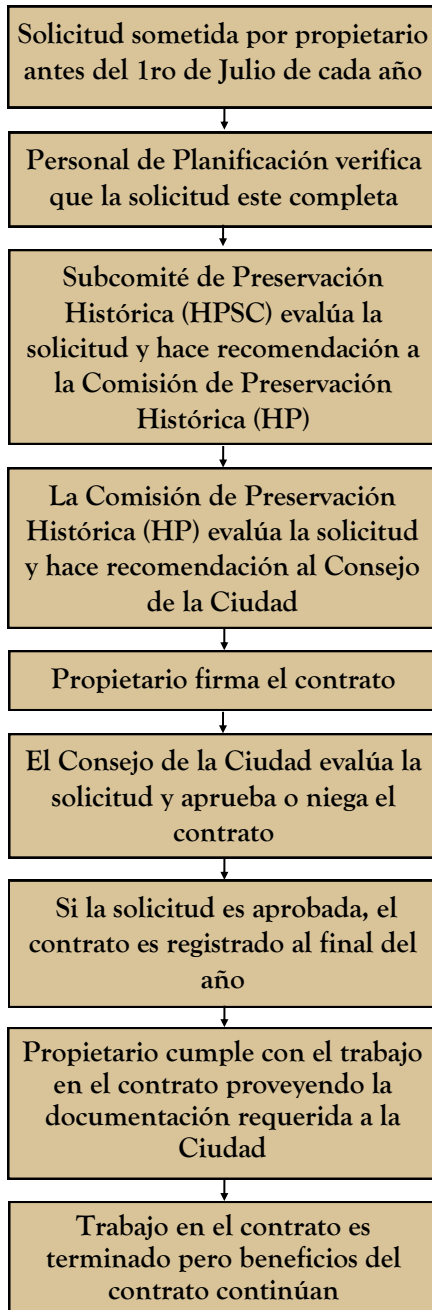 Solicitud sometida por propietario
antes del 1ro de Julio de cada año
Personal de Planificación verifica
que la solicitud este completa
Subcomité de Preservación
Histórica (HPSC) evalúa la
solicitud y hace recomendación a
la Comisión de Preservación
Histórica (HP)
La Comisión de Preservación
Histórica (HP) evalúa la solicitud
y hace recomendación al Consejo
de la Ciudad
Propietario firma el contrato
El Consejo de la Ciudad evalúa la
solicitud y aprueba o niega el
contrato
Si la solicitud es aprobada, el
contrato es registrado al final del
año
Propietario cumple con el trabajo
en el contrato proveyendo la
documentación requerida a la
Ciudad
Trabajo en el contrato es
terminado pero beneficios del
contrato continúan